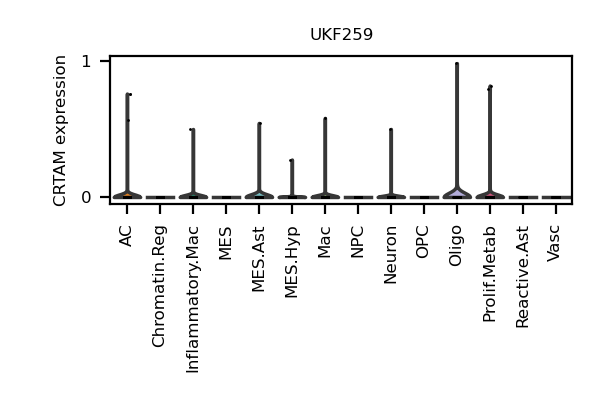 UKF259
CRTAM expression
1
0
AC
Chromatin.Reg
Inflammatory.Mac
MES
MES.Ast
MES.Hyp
Mac
NPC
Neuron
OPC
Oligo
Prolif.Metab
Reactive.Ast
Vasc